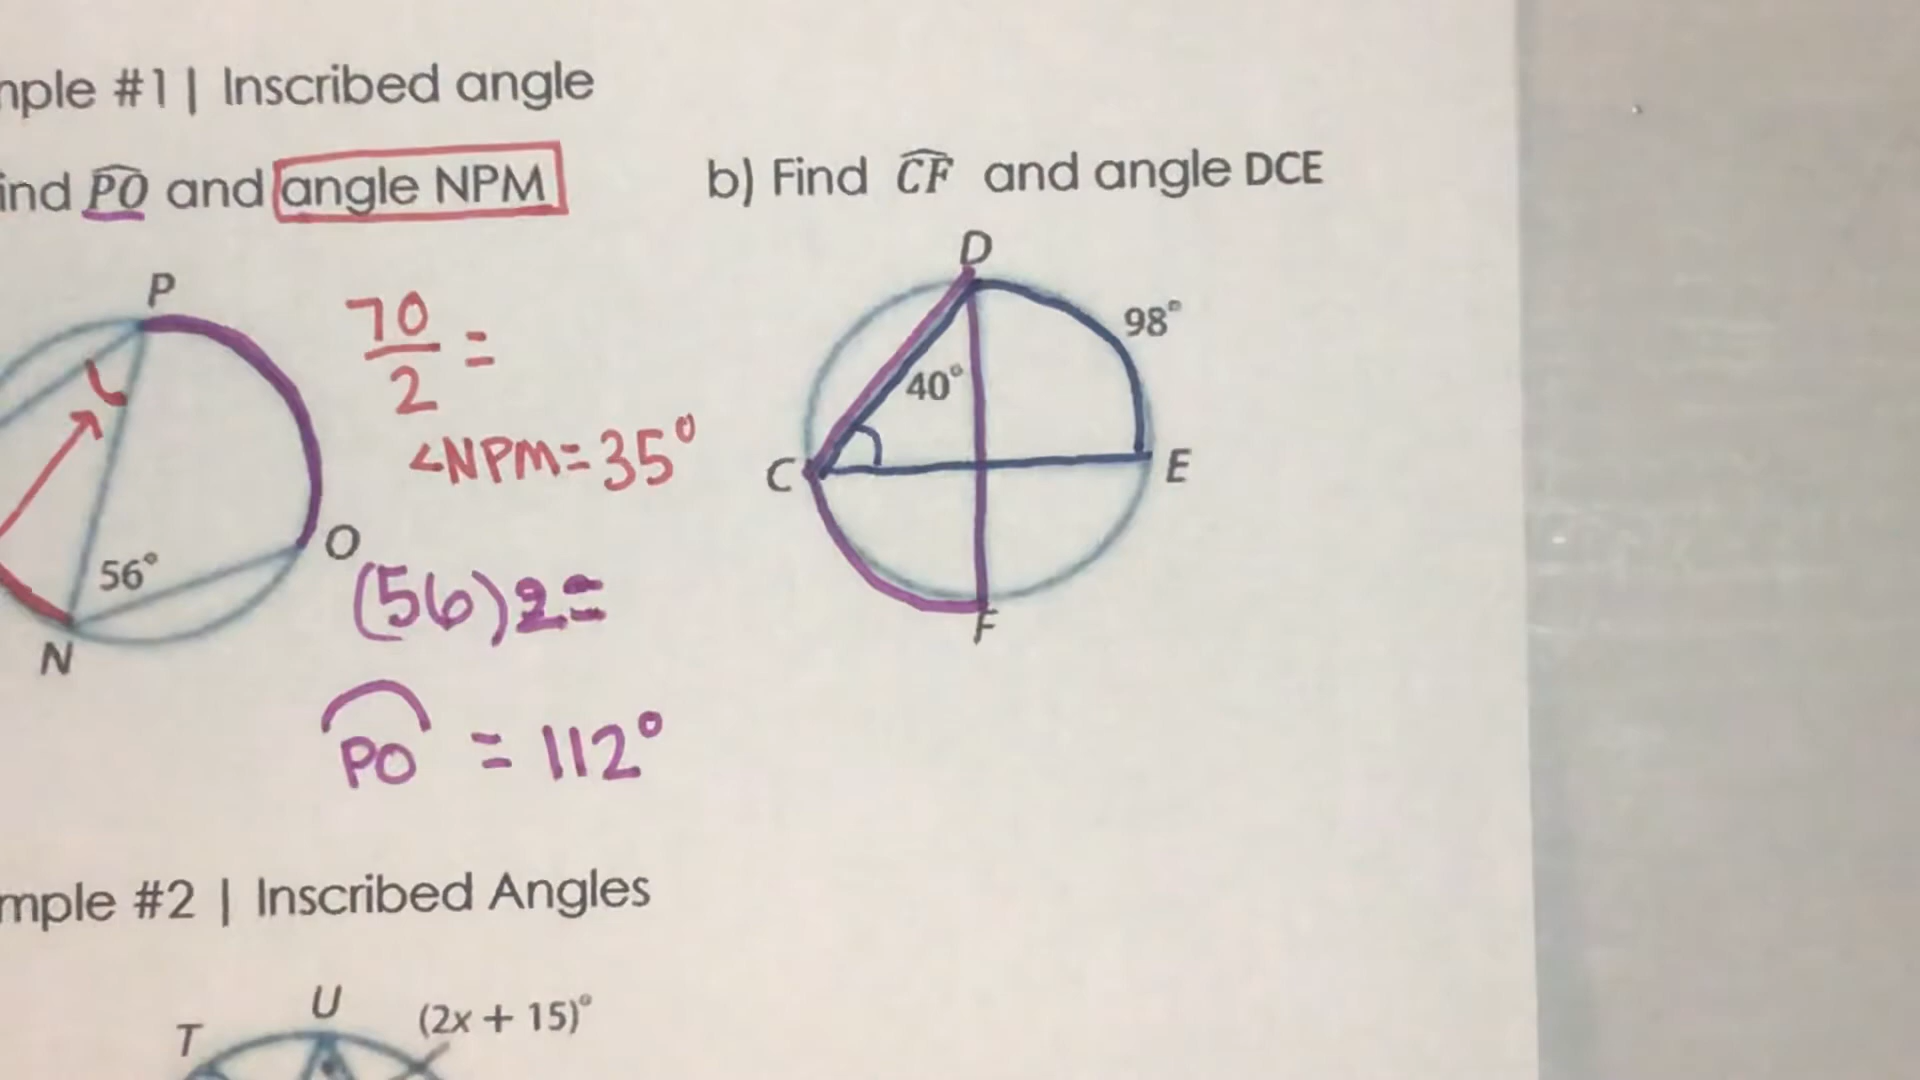 mple #1 | Inscribed angle
ind PO and angle NPM
P
70
2
=
<NPM=35°
O
56°
N
(56)2=
PO = 112°
b) Find CF and angle DCE
D
98°
40°
C
E
F
mple #2 | Inscribed Angles
U
(2x + 15)°
T